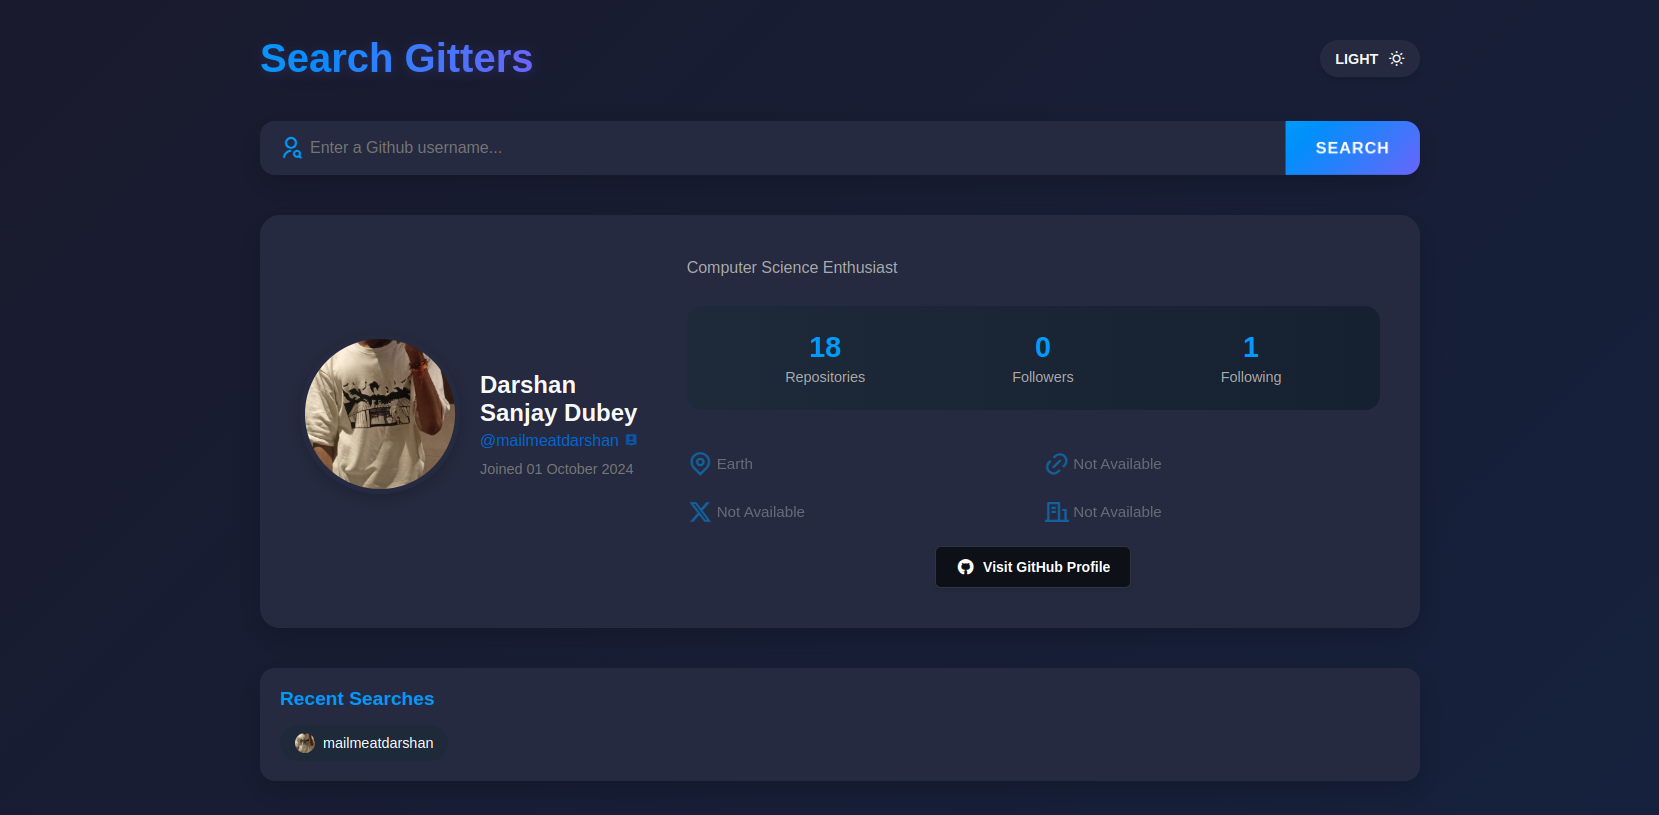 Search Gitters
LIGHT
Enter a Github username...
SEARCH
Computer Science Enthusiast
18
Repositories
0
Followers
1
Following
Darshan
Sanjay Dubey
@mailmeatdarshan
Joined 01 October 2024
Earth
Not Available
Not Available
Not Available
Visit GitHub Profile
Recent Searches
mailmeatdarshan